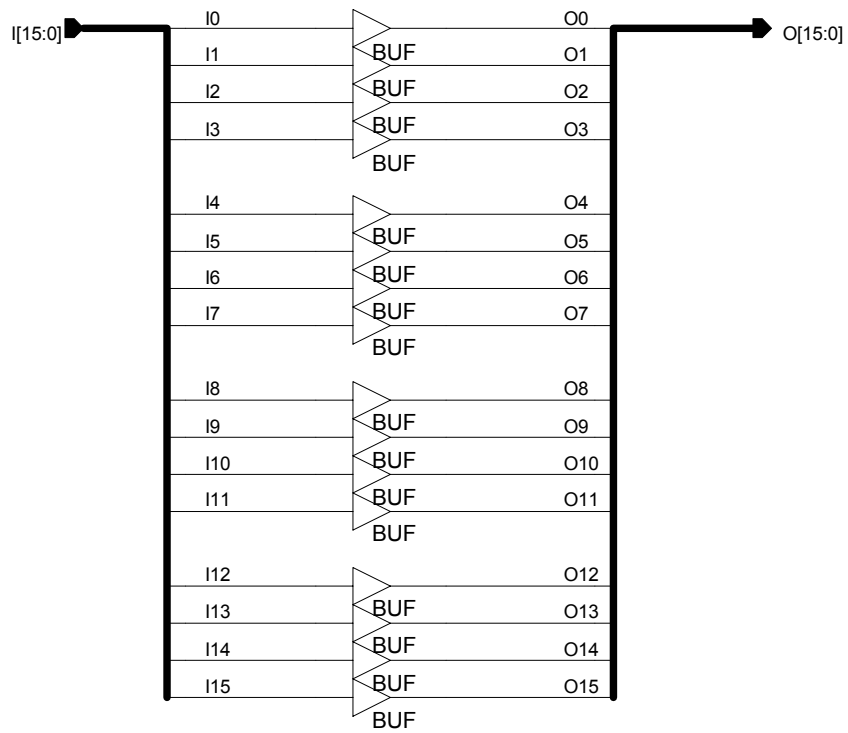 I0 O0
I[15:0] O[15:0]
I1 BUF O1
I2 BUF O2
I3 BUF O3
BUF
I4 O4
I5 BUF O5
I6 BUF O6
I7 BUF O7
BUF
I8 O8
I9 BUF O9
I10 BUF O10
I11 BUF O11
BUF
I12 O12
I13 BUF O13
I14 BUF O14
I15 BUF O15
BUF